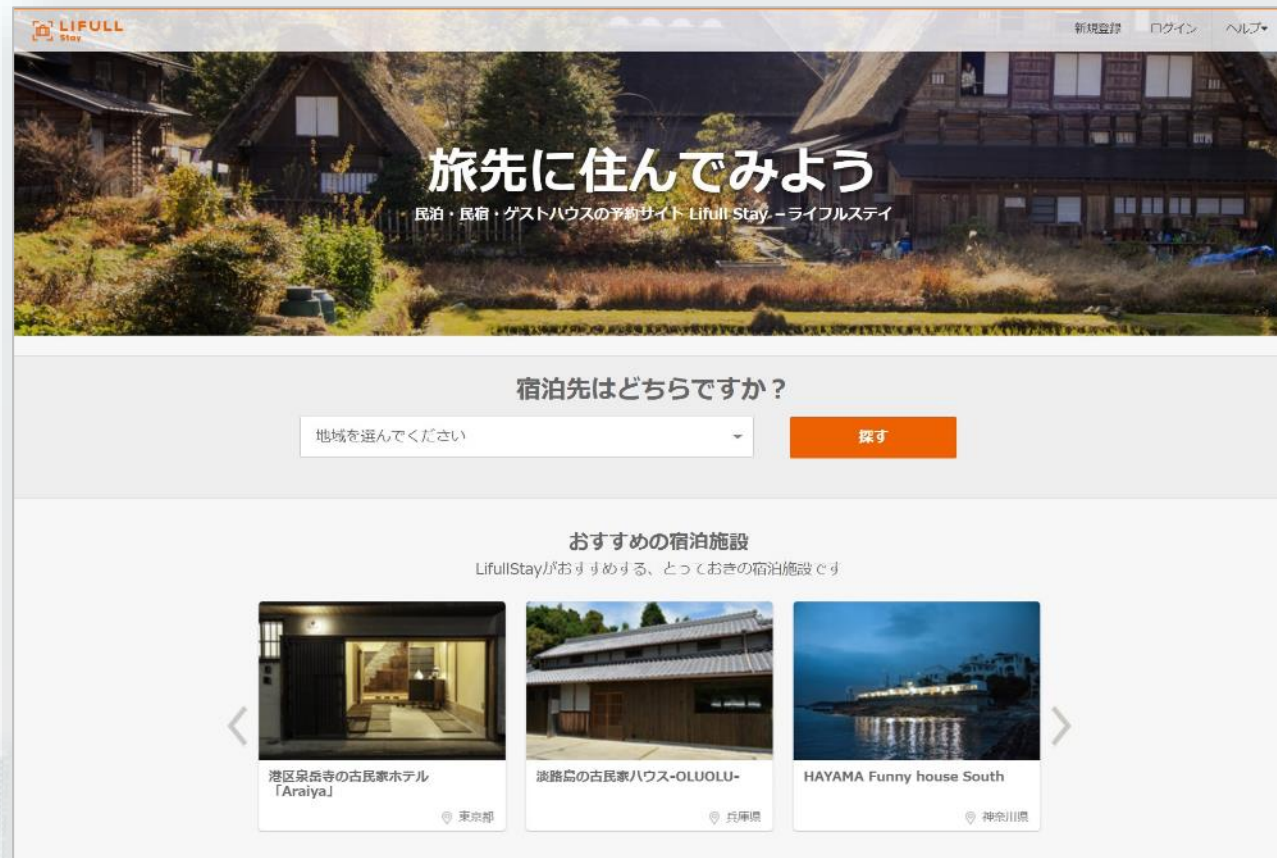 LIFULL
Stay
新規登録 ログイン ヘルプ▾
旅先に住んでみよう
民泊・民宿・ゲストハウスの予約サイト Lifull Stay －ライフルステイ
宿泊先はどちらですか？
地域を選んでください
探す
おすすめの宿泊施設
LifullStayがおすすめする、とっておきの宿泊施設です
港区泉岳寺の古民家ホテル
「Araiya」
東京都
淡路島の古民家ハウス-OLUOLU-
兵庫県
HAYAMA Funny house South
神奈川県